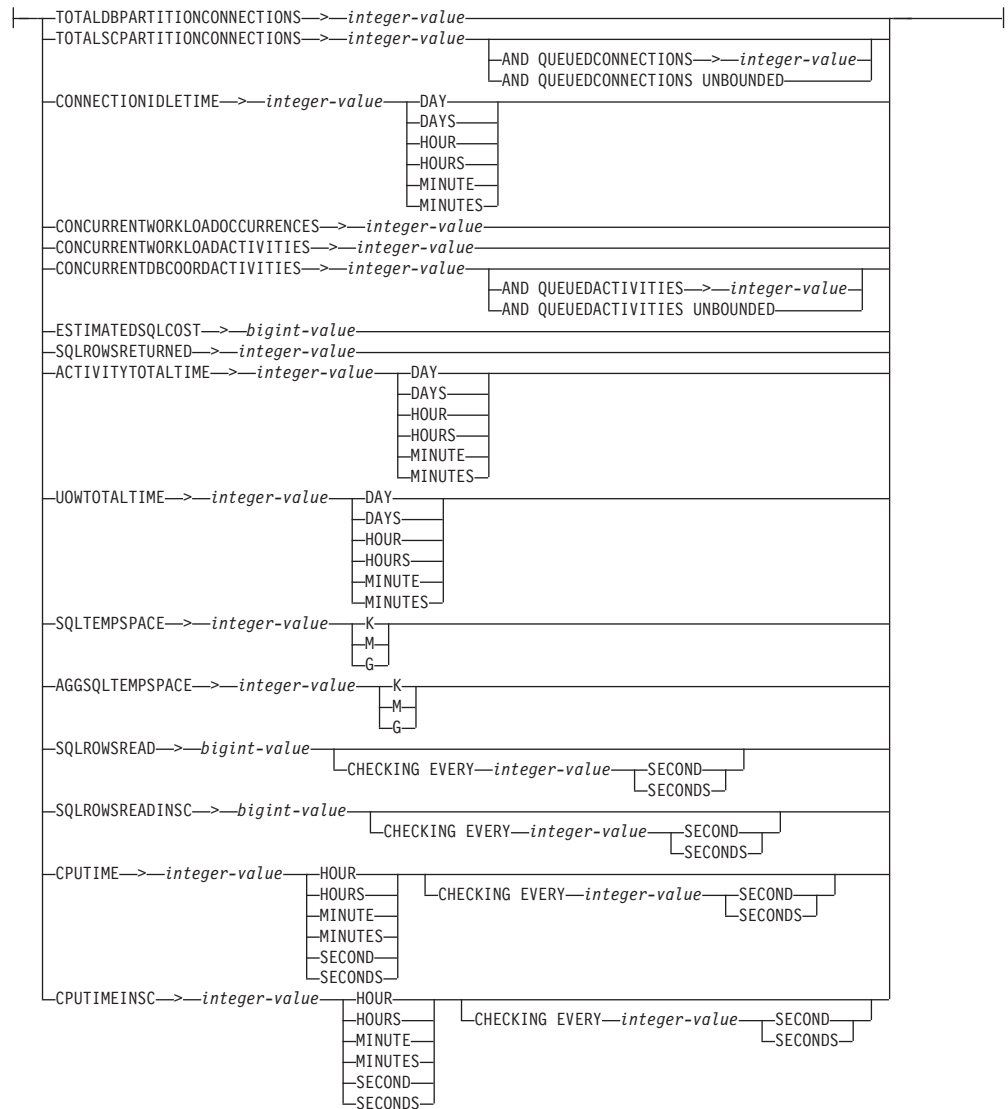 TOTALDBPARTITIONCONNECTIONS > integer-value
TOTALSCPARTITIONCONNECTIONS > integer-value
AND QUEUEDCONNECTIONS > integer-value
AND QUEUEDCONNECTIONS UNBOUNDED
CONNECTIONIDLETIME > integer-value DAY
DAYS
HOUR
HOURS
MINUTE
MINUTES
CONCURRENTWORKLOADOCCURRENCES > integer-value
CONCURRENTWORKLOADACTIVITIES > integer-value
CONCURRENTDBCOORDACTIVITIES > integer-value
AND QUEUEDACTIVITIES > integer-value
AND QUEUEDACTIVITIES UNBOUNDED
ESTIMATEDSQLCOST > bigint-value
SQLROWSRETURNED > integer-value
ACTIVITYTOTALTIME > integer-value DAY
DAYS
HOUR
HOURS
MINUTE
MINUTES
UOWTOTALTIME > integer-value DAY
DAYS
HOUR
HOURS
MINUTE
MINUTES
SQLTEMPSPACE > integer-value K
M
G
AGGSQLTEMPSPACE > integer-value K
M
G
SQLROWSREAD > bigint-value
CHECKING EVERY integer-value SECOND
SECONDS
SQLROWSREADINSC > bigint-value
CHECKING EVERY integer-value SECOND
SECONDS
CPUTIME > integer-value HOUR
HOURS CHECKING EVERY integer-value SECOND
MINUTE SECONDS
MINUTES
SECOND
SECONDS
CPUTIMEINSC > integer-value HOUR
HOURS CHECKING EVERY integer-value SECOND
MINUTE SECONDS
MINUTES
SECOND
SECONDS